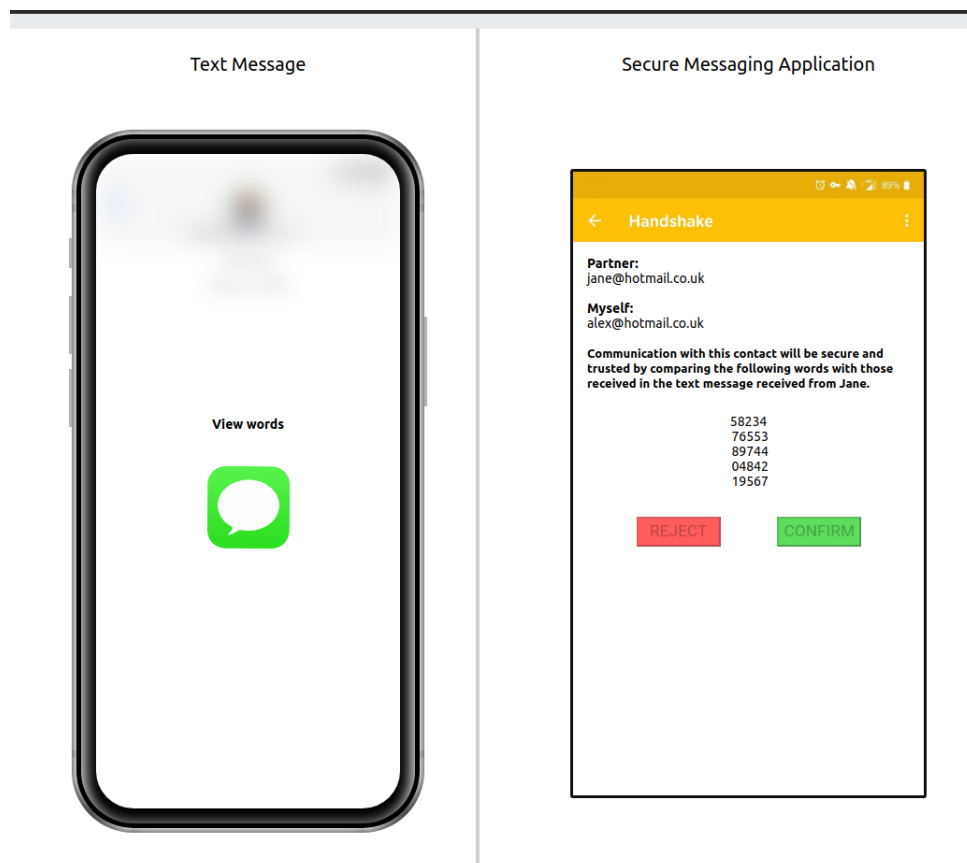 Text Message
View words
Secure Messaging Application
89%
Handshake
Partner:
jane@hotmail.co.uk
Myself:
alex@hotmail.co.uk
Communication with this contact will be secure and
trusted by comparing the following words with those
received in the text message received from Jane.
58234
76553
89744
04842
19567
REJECT
CONFIRM